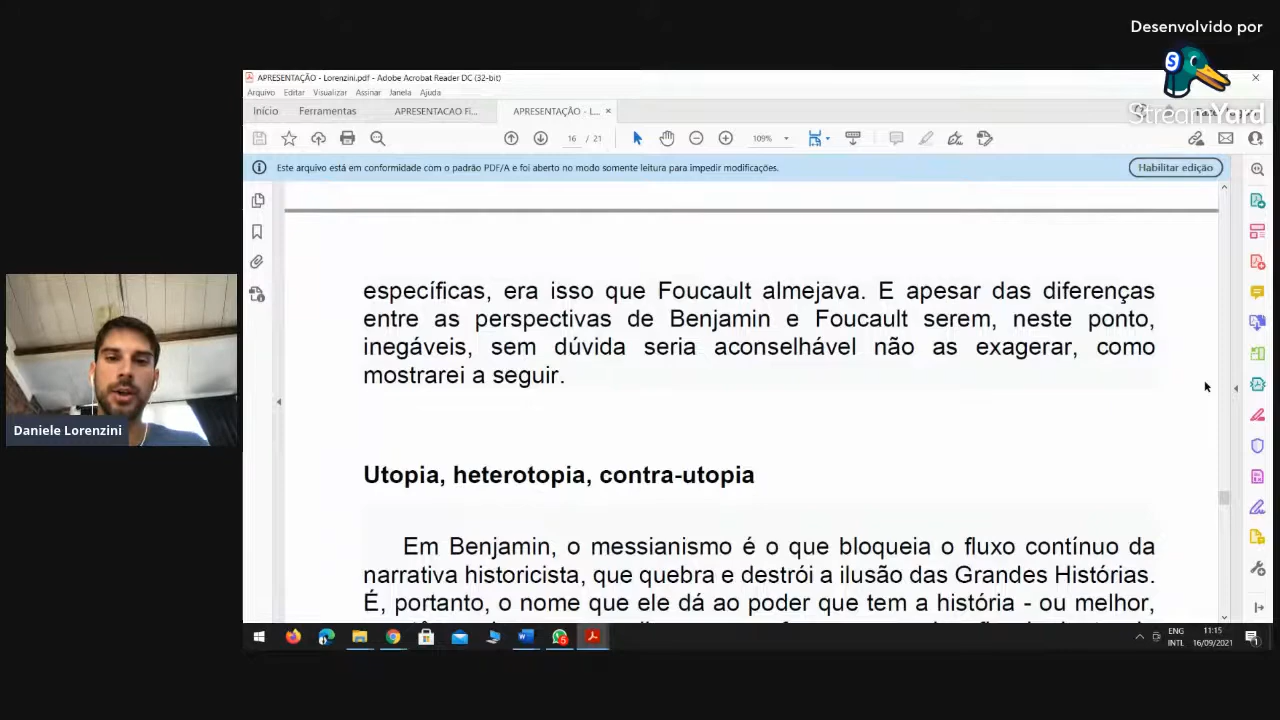 Desenvolvido por
StreamYard
APRESENTAÇÃO - Lorenzini.pdf - Adobe Acrobat Reader DC (32-bit)
Arquivo Editar Visualizar Assinar Janela Ajuda
Início Ferramentas APRESENTACAO Fi... APRESENTAÇÃO - L... ×
16 / 21 109%
Este arquivo está em conformidade com o padrão PDF/A e foi aberto no modo somente leitura para impedir modificações. Habilitar edição
específicas, era isso que Foucault almejava. E apesar das diferenças
entre as perspectivas de Benjamin e Foucault serem, neste ponto,
inegáveis, sem dúvida seria aconselhável não as exagerar, como
mostrarei a seguir.
Daniele Lorenzini
Utopia, heterotopia, contra-utopia
Em Benjamin, o messianismo é o que bloqueia o fluxo contínuo da
narrativa historicista, que quebra e destrói a ilusão das Grandes Histórias.
É, portanto, o nome que ele dá ao poder que tem a história - ou melhor,
ENG 11:15
INTL 16/09/2021